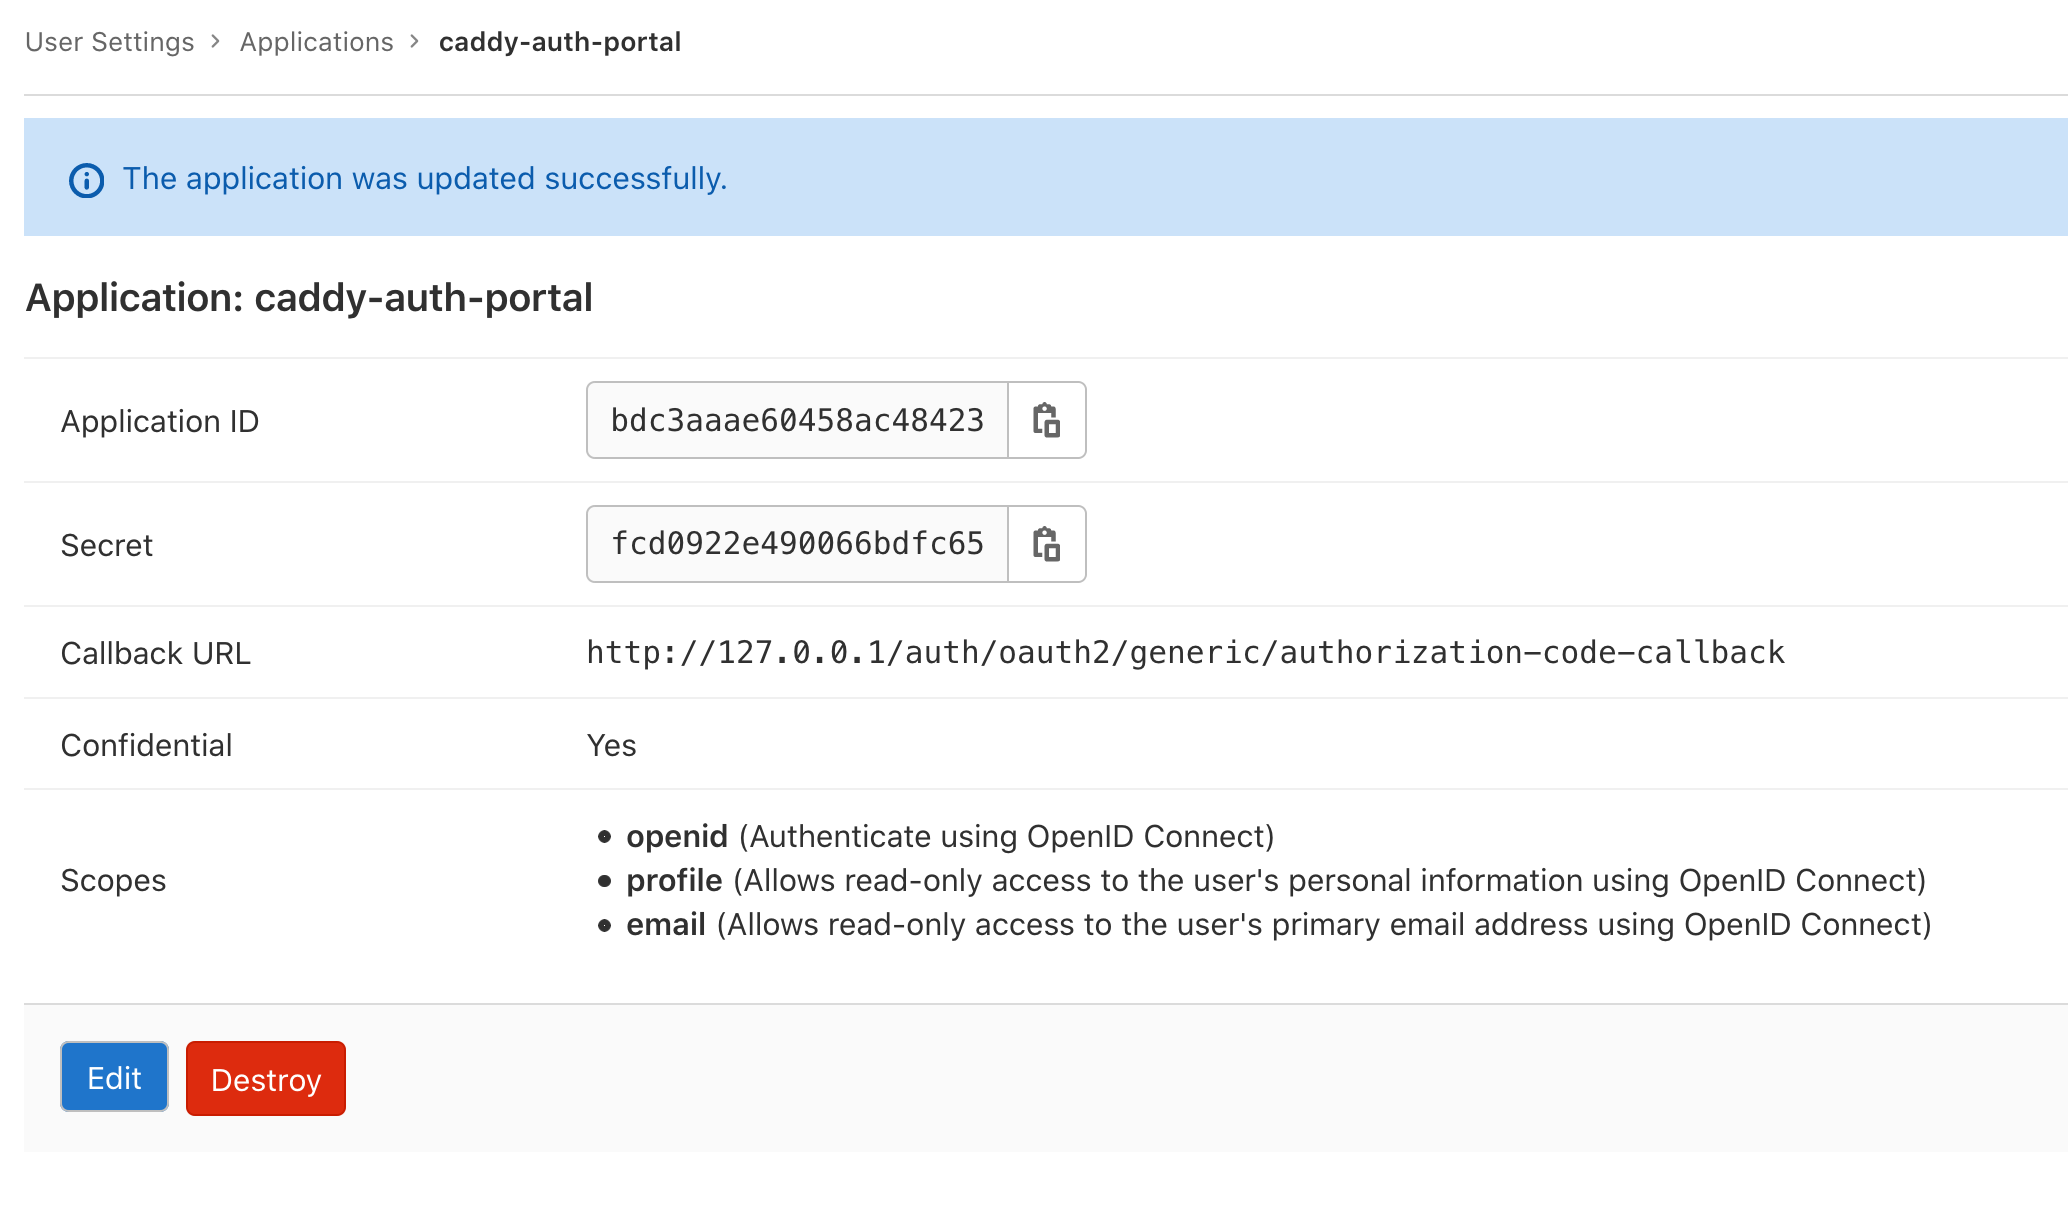 User Settings > Applications > caddy-auth-portal
The application was updated successfully.
Application: caddy-auth-portal
Application ID bdc3aaae60458ac48423
Secret fcd0922e490066bdfc65
Callback URL http://127.0.0.1/auth/oauth2/generic/authorization-code-callback
Confidential Yes
Scopes
• openid (Authenticate using OpenID Connect)
• profile (Allows read-only access to the user's personal information using OpenID Connect)
• email (Allows read-only access to the user's primary email address using OpenID Connect)
Edit Destroy